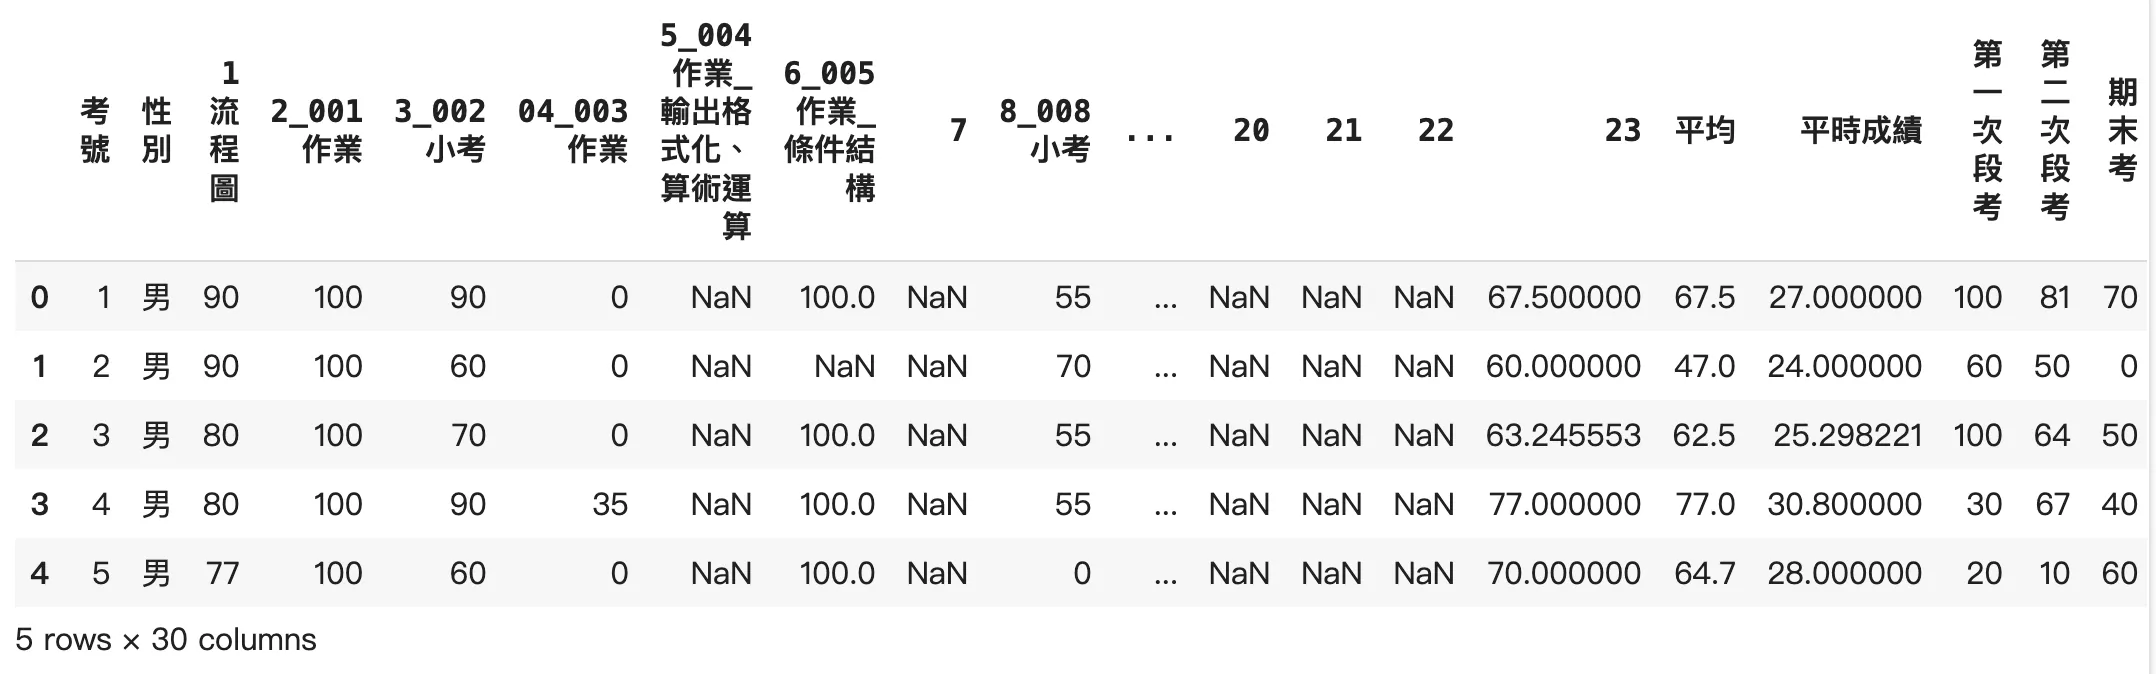 考號 性別 1流程圖 2_001作業 3_002小考 04_003作業 5_004作業_輸出格式化、算術運算 6_005作業_條件結構 7 8_008小考 ... 20 21 22 23 平均 平時成績 第一次段考 第二次段考 期末考
0 1 男 90 100 90 0 NaN 100.0 NaN 55 ... NaN NaN NaN 67.500000 67.5 27.000000 100 81 70
1 2 男 90 100 60 0 NaN NaN NaN 70 ... NaN NaN NaN 60.000000 47.0 24.000000 60 50 0
2 3 男 80 100 70 0 NaN 100.0 NaN 55 ... NaN NaN NaN 63.245553 62.5 25.298221 100 64 50
3 4 男 80 100 90 35 NaN 100.0 NaN 55 ... NaN NaN NaN 77.000000 77.0 30.800000 30 67 40
4 5 男 77 100 60 0 NaN 100.0 NaN 0 ... NaN NaN NaN 70.000000 64.7 28.000000 20 10 60
5 rows × 30 columns